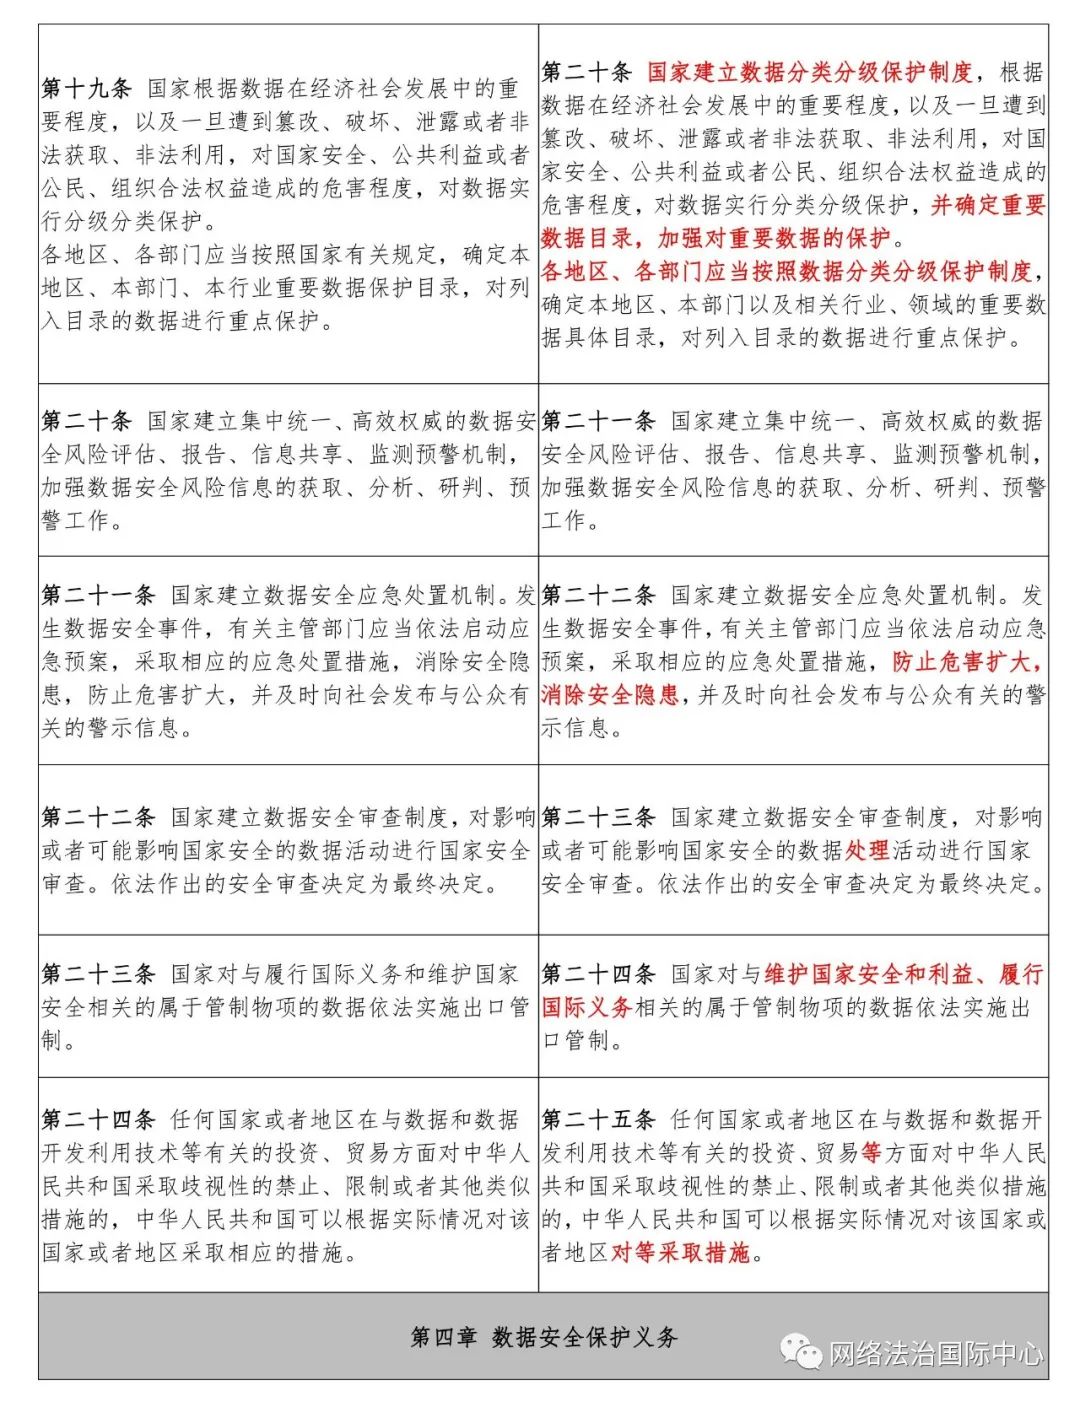 第十九条 国家根据数据在经济社会发展中的重
要程度，以及一旦遭到篡改、破坏、泄露或者非
法获取、非法利用，对国家安全、公共利益或者
公民、组织合法权益造成的危害程度，对数据实
行分级分类保护。
各地区、各部门应当按照国家有关规定，确定本
地区、本部门、本行业重要数据保护目录，对列
入目录的数据进行重点保护。
第二十条 国家建立数据分类分级保护制度，根据
数据在经济社会发展中的重要程度，以及一旦遭到
篡改、破坏、泄露或者非法获取、非法利用，对国
家安全、公共利益或者公民、组织合法权益造成的
危害程度，对数据实行分类分级保护，并确定重要
数据目录，加强对重要数据的保护。
各地区、各部门应当按照数据分类分级保护制度，
确定本地区、本部门以及相关行业、领域的重要数
据具体目录，对列入目录的数据进行重点保护。
第二十条 国家建立集中统一、高效权威的数据安
全风险评估、报告、信息共享、监测预警机制，
加强数据安全风险信息的获取、分析、研判、预
警工作。
第二十一条 国家建立集中统一、高效权威的数据
安全风险评估、报告、信息共享、监测预警机制，
加强数据安全风险信息的获取、分析、研判、预警
工作。
第二十一条 国家建立数据安全应急处置机制。发
生数据安全事件，有关主管部门应当依法启动应
急预案，采取相应的应急处置措施，消除安全隐
患，防止危害扩大，并及时向社会发布与公众有
关的警示信息。
第二十二条 国家建立数据安全应急处置机制。发
生数据安全事件，有关主管部门应当依法启动应急
预案，采取相应的应急处置措施，防止危害扩大，
消除安全隐患，并及时向社会发布与公众有关的警
示信息。
第二十二条 国家建立数据安全审查制度，对影响
或者可能影响国家安全的数据活动进行国家安全
审查。依法作出的安全审查决定为最终决定。
第二十三条 国家建立数据安全审查制度，对影响
或者可能影响国家安全的数据处理活动进行国家
安全审查。依法作出的安全审查决定为最终决定。
第二十三条 国家对与履行国际义务和维护国家
安全相关的属于管制物项的数据依法实施出口管
制。
第二十四条 国家对与维护国家安全和利益、履行
国际义务相关的属于管制物项的数据依法实施出
口管制。
第二十四条 任何国家或者地区在与数据和数据
开发利用技术等有关的投资、贸易方面对中华人
民共和国采取歧视性的禁止、限制或者其他类似
措施的，中华人民共和国可以根据实际情况对该
国家或者地区采取相应的措施。
第二十五条 任何国家或者地区在与数据和数据开
发利用技术等有关的投资、贸易等方面对中华人民
共和国采取歧视性的禁止、限制或者其他类似措施
的，中华人民共和国可以根据实际情况对该国家或
者地区对等采取措施。
第四章 数据安全保护义务
网络法治国际中心